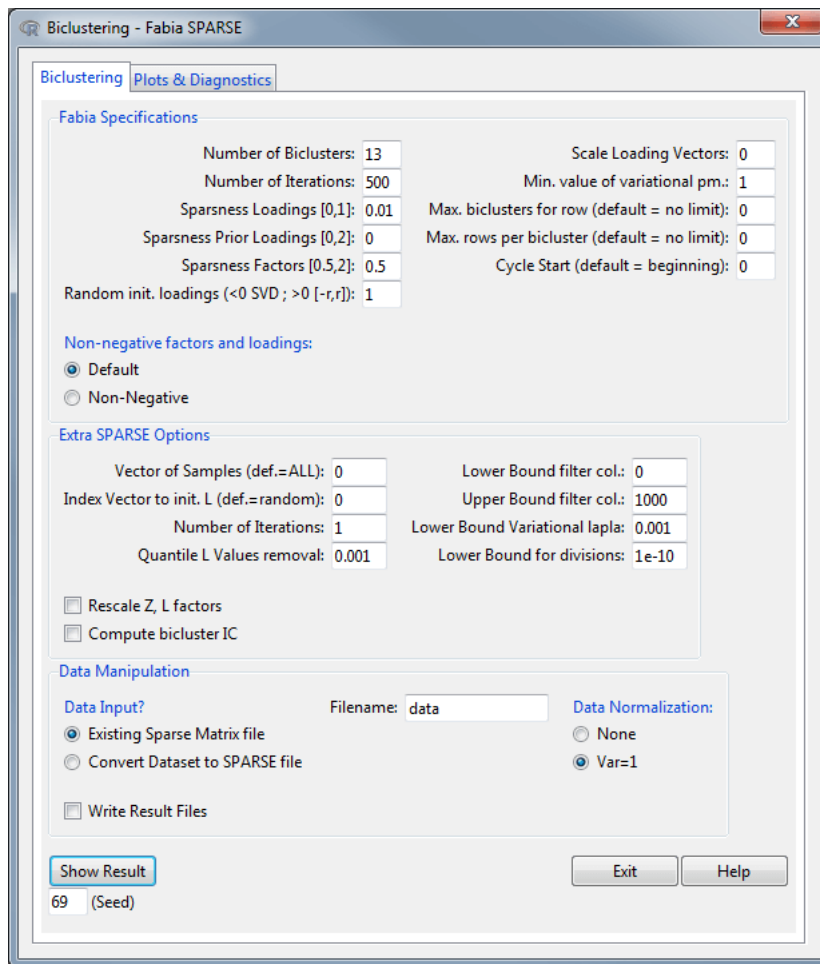 Biclustering - Fabia SPARSE
Biclustering Plots & Diagnostics
Fabia Specifications
Number of Biclusters: 13 Scale Loading Vectors: 0
Number of Iterations: 500 Min. value of variational pm.: 1
Sparsness Loadings [0,1]: 0.01 Max. biclusters for row (default = no limit): 0
Sparsness Prior Loadings [0,2]: 0 Max. rows per bicluster (default = no limit): 0
Sparsness Factors [0.5,2]: 0.5 Cycle Start (default = beginning): 0
Random init. loadings (<0 SVD ; >0 [-r,r]): 1
Non-negative factors and loadings:
Default
Non-Negative
Extra SPARSE Options
Vector of Samples (def.=ALL): 0 Lower Bound filter col.: 0
Index Vector to init. L (def.=random): 0 Upper Bound filter col.: 1000
Number of Iterations: 1 Lower Bound Variational lapla: 0.001
Quantile L Values removal: 0.001 Lower Bound for divisions: 1e-10
Rescale Z, L factors
Compute bicluster IC
Data Manipulation
Data Input? Filename: data Data Normalization:
Existing Sparse Matrix file None
Convert Dataset to SPARSE file Var=1
Write Result Files
Show Result Exit Help
69 (Seed)